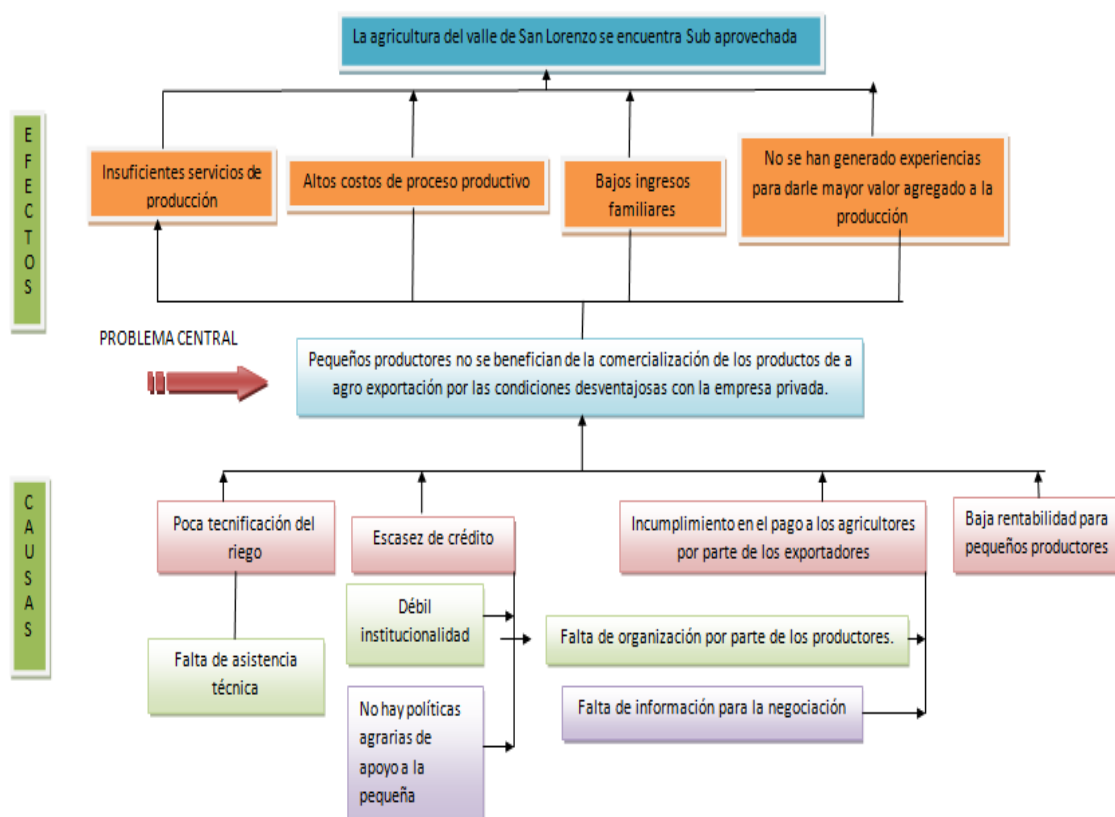 La agricultura del valle de San Lorenzo se encuentra Sub aprovechada
EFECTOS
Insuficientes servicios de
producción
Altos costos de proceso productivo
Bajos ingresos
familiares
No se han generado experiencias
para darle mayor valor agregado a la
producción
PROBLEMA CENTRAL
Pequeños productores no se benefician de la comercialización de los productos de a
agro exportación por las condiciones desventajosas con la empresa privada.
CAUSAS
Poca tecnificación del
riego
Escasez de crédito
Incumplimiento en el pago a los agricultores
por parte de los exportadores
Baja rentabilidad para
pequeños productores
Débil
institucionalidad
Falta de organización por parte de los productores.
Falta de asistencia
técnica
No hay políticas
agrarias de
apoyo a la
pequeña
Falta de información para la negociación